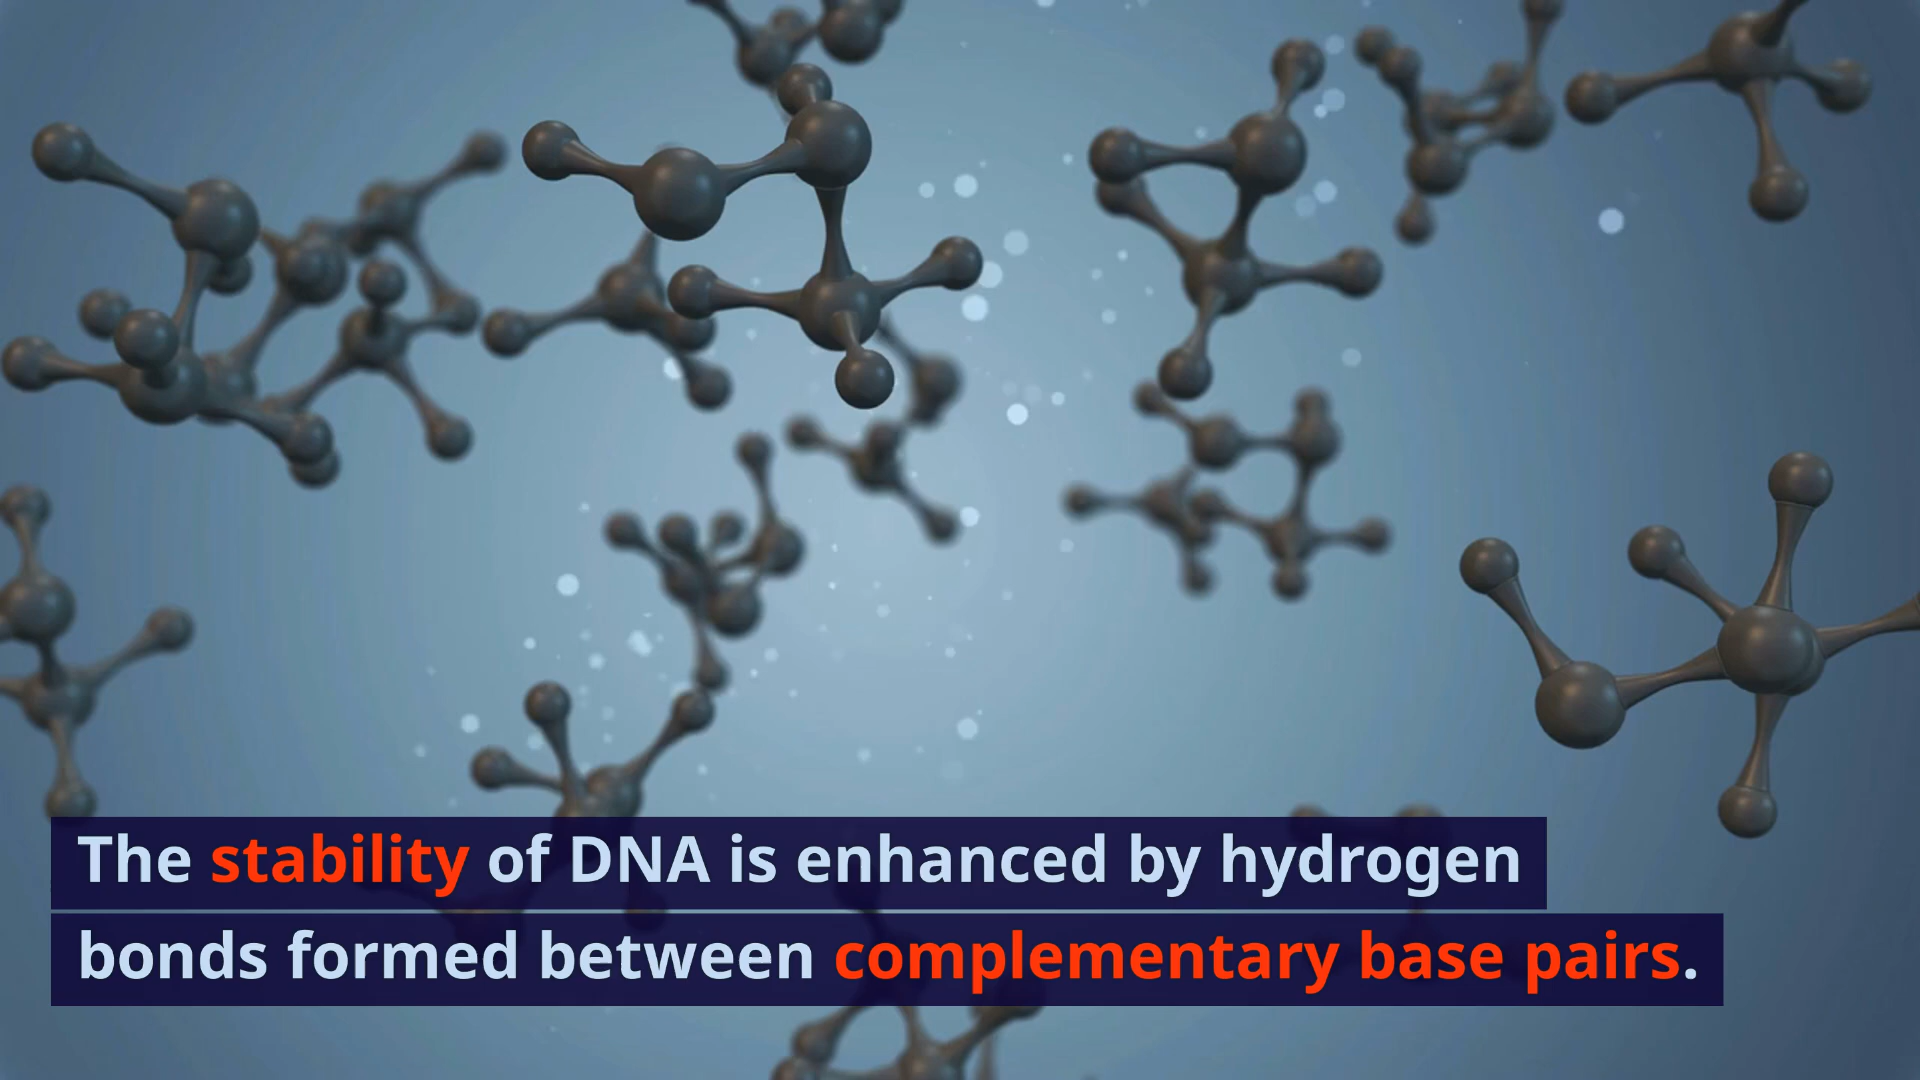 The stability of DNA is enhanced by hydrogen
bonds formed between complementary base pairs.